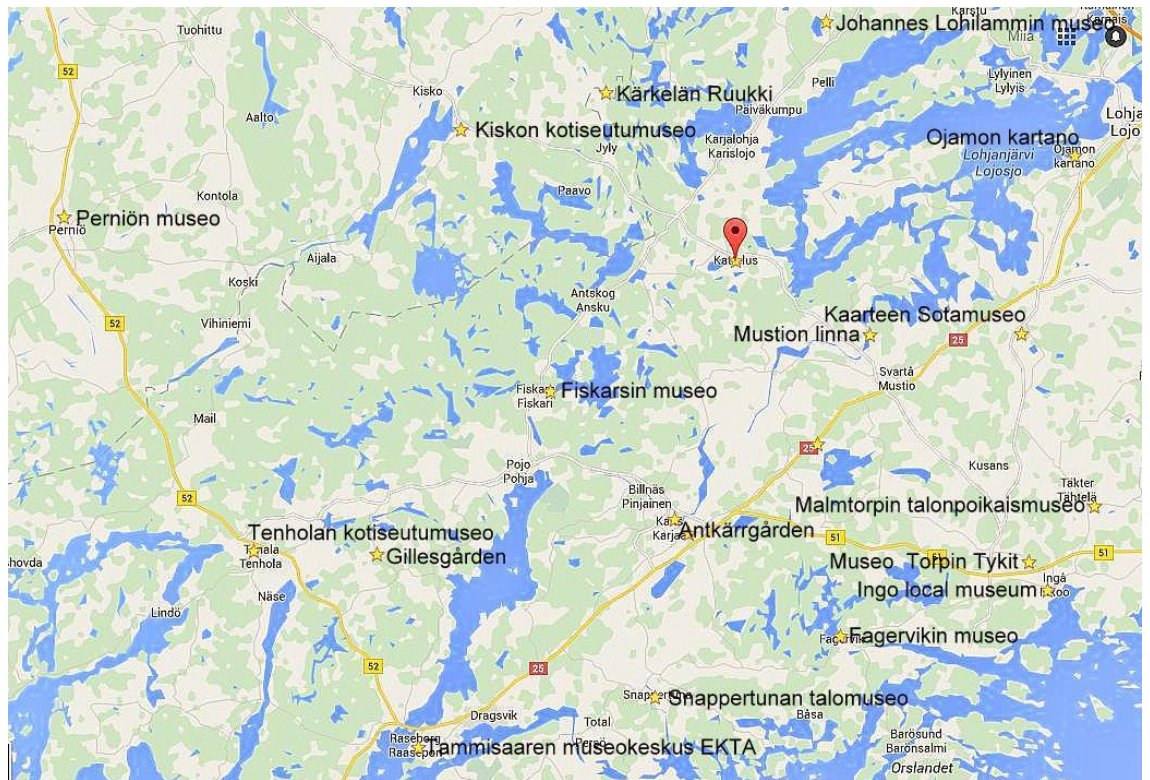 Karstu
Johannes Lohilammin museo
Tuohittu
52
Kisko
Kärkelän Ruukki
Pelli
Päiväkumpu
Lylyinen
Lylyis
Aalto
Kiskon kotiseutumuseo
Jyly
Karjalohja
Karislojo
Ojamon kartano
Lohjanjärvi
Lojosjo
Ojamon
kartano
Lohja
Lojo
Kontola
Paavo
Perniön museo
Perniö
Aijala
Koski
Antskog
Ansku
Vihiniemi
52
Kaarteen Sotamuseo
Mustion linna
25
Svartå
Mustio
Fiskari
Fiskarsin museo
Mail
25
Pojo
Pohja
Kusans
52
Billnäs
Pinjainen
Täkter
Tähtelä
Malmtorpin talonpoikaismuseo
Karjaa
Antkärrgården
Tenholan kotiseutumuseo
Tenhola
Gillesgården
51
51
Museo Torpin Tykit
Ingå
Ingo local museum
Näse
Lindö
Fagervikin museo
52
25
Snappertunan talomuseo
Dragsvik
Total
Båsa
Raseborg
Raasepori
Tammisaaren museokeskus EKTA
Barösund
Barönsalmi
Orslandet